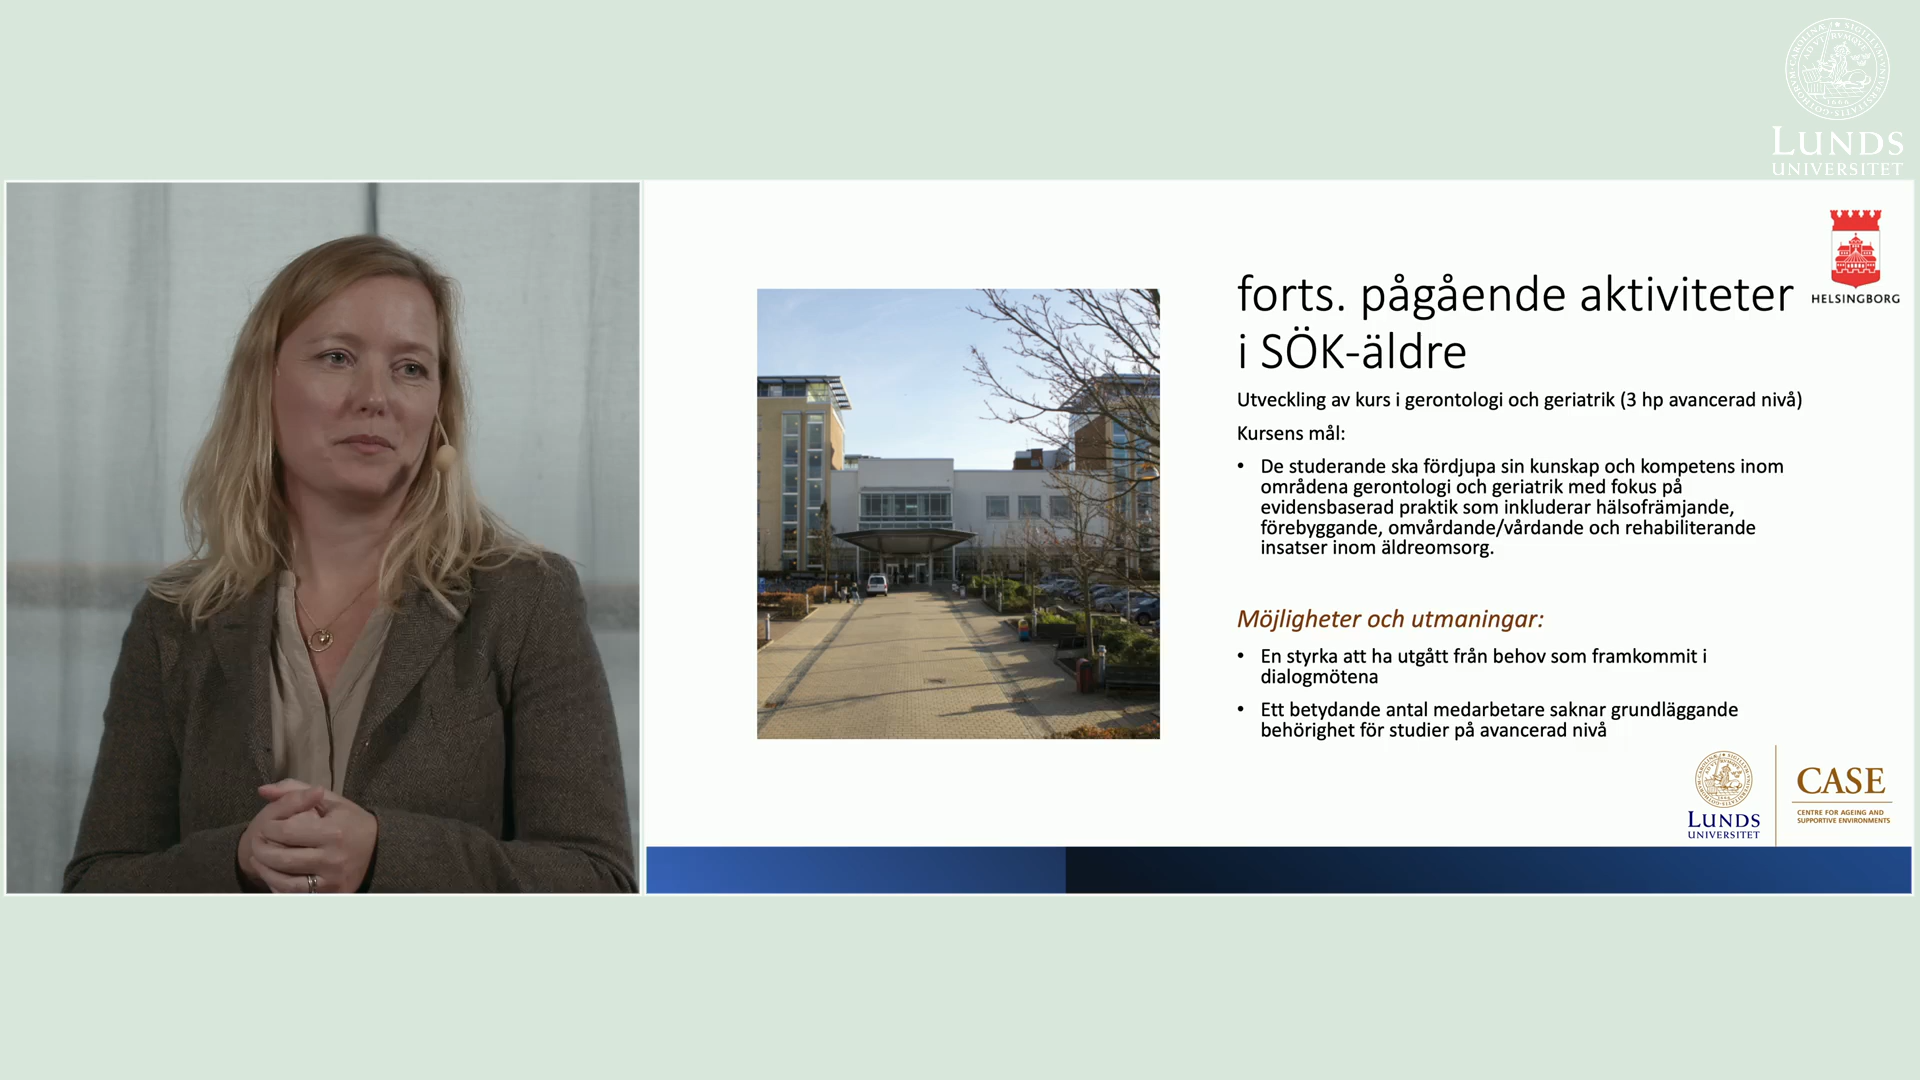 LUNDS
UNIVERSITET
HELSINGBORG
forts. pågående aktiviteter
i SÖK-äldre
Utveckling av kurs i gerontologi och geriatrik (3 hp avancerad nivå)
Kursens mål:
• De studerande ska fördjupa sin kunskap och kompetens inom
områdena gerontologi och geriatrik med fokus på
evidensbaserad praktik som inkluderar hälsofrämjande,
förebyggande, omvårdande/vårdande och rehabiliterande
insatser inom äldreomsorg.
Möjligheter och utmaningar:
• En styrka att ha utgått från behov som framkommit i
dialogmötena
• Ett betydande antal medarbetare saknar grundläggande
behörighet för studier på avancerad nivå
LUNDS
UNIVERSITET
CASE
CENTRE FOR AGEING AND
SUPPORTIVE ENVIRONMENTS